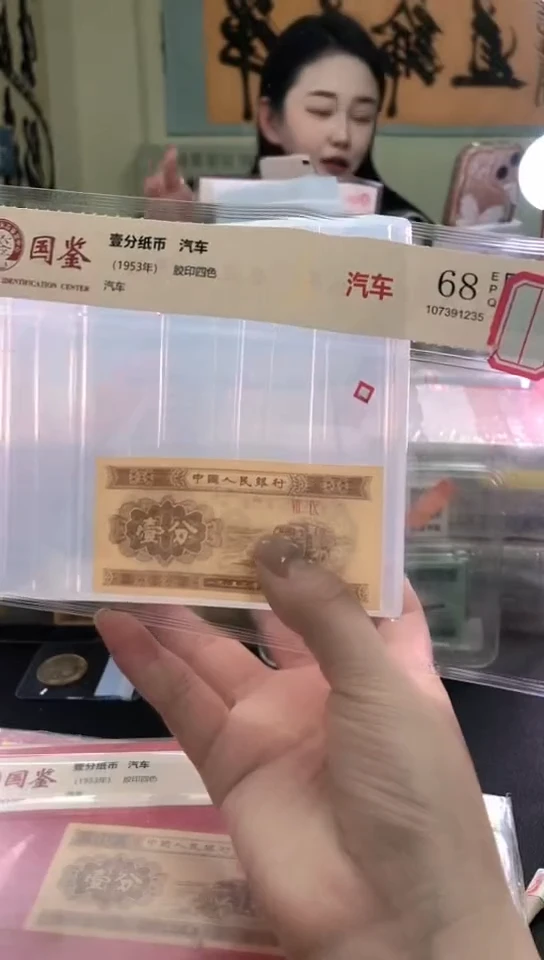 国鉴
IDENTIFICATION CENTER
壹分纸币 汽车
(1953年) 胶印四色
汽车
汽车
68
EPQ
107391235
中国人民银行
壹分
国鉴
壹分纸币 汽车
(1953年) 胶印四色
中国人民银行
壹分